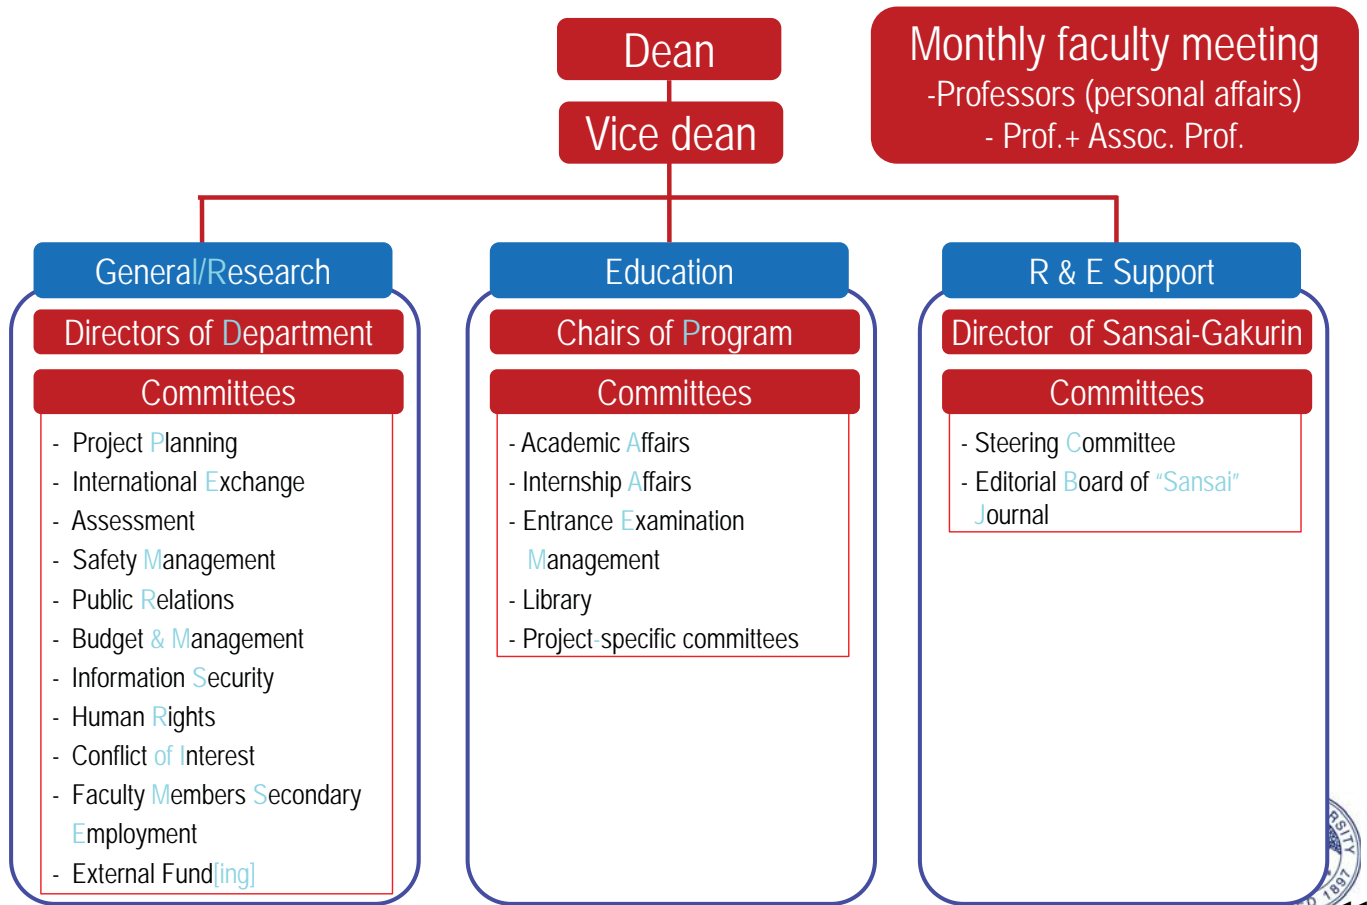 Dean
Vice dean
Monthly faculty meeting
-Professors (personal affairs)
- Prof.+ Assoc. Prof.
General/Research
Directors of Department
Committees
- Project Planning
- International Exchange
- Assessment
- Safety Management
- Public Relations
- Budget & Management
- Information Security
- Human Rights
- Conflict of Interest
- Faculty Members Secondary
Employment
- External Fund[ing]
Education
Chairs of Program
Committees
- Academic Affairs
- Internship Affairs
- Entrance Examination
Management
- Library
- Project-specific committees
R & E Support
Director of Sansai-Gakurin
Committees
- Steering Committee
- Editorial Board of "Sansai"
Journal
1897